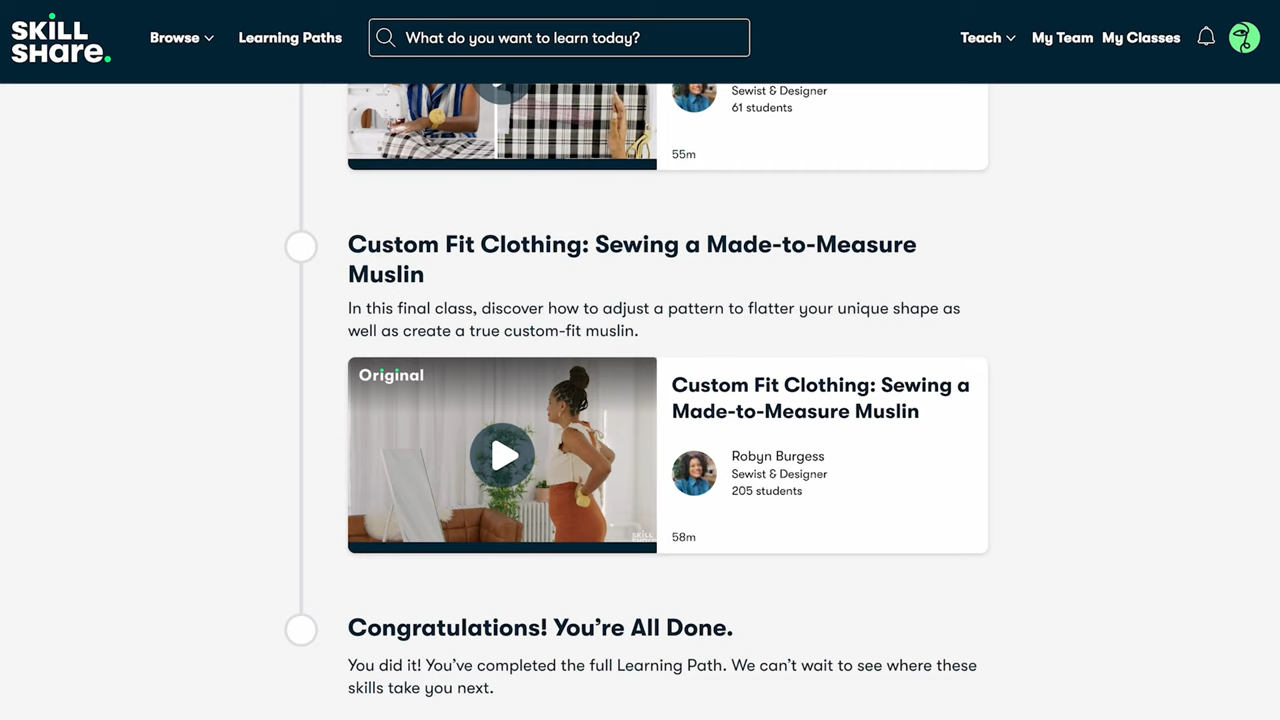 SKILL
SHARE.
Browse
Learning Paths
What do you want to learn today?
Teach
My Team
My Classes
Sewist & Designer
61 students
55m
Custom Fit Clothing: Sewing a Made-to-Measure
Muslin
In this final class, discover how to adjust a pattern to flatter your unique shape as
well as create a true custom-fit muslin.
Original
SKILL
SHARE
Custom Fit Clothing: Sewing a
Made-to-Measure Muslin
Robyn Burgess
Sewist & Designer
205 students
58m
Congratulations! You’re All Done.
You did it! You’ve completed the full Learning Path. We can’t wait to see where these
skills take you next.